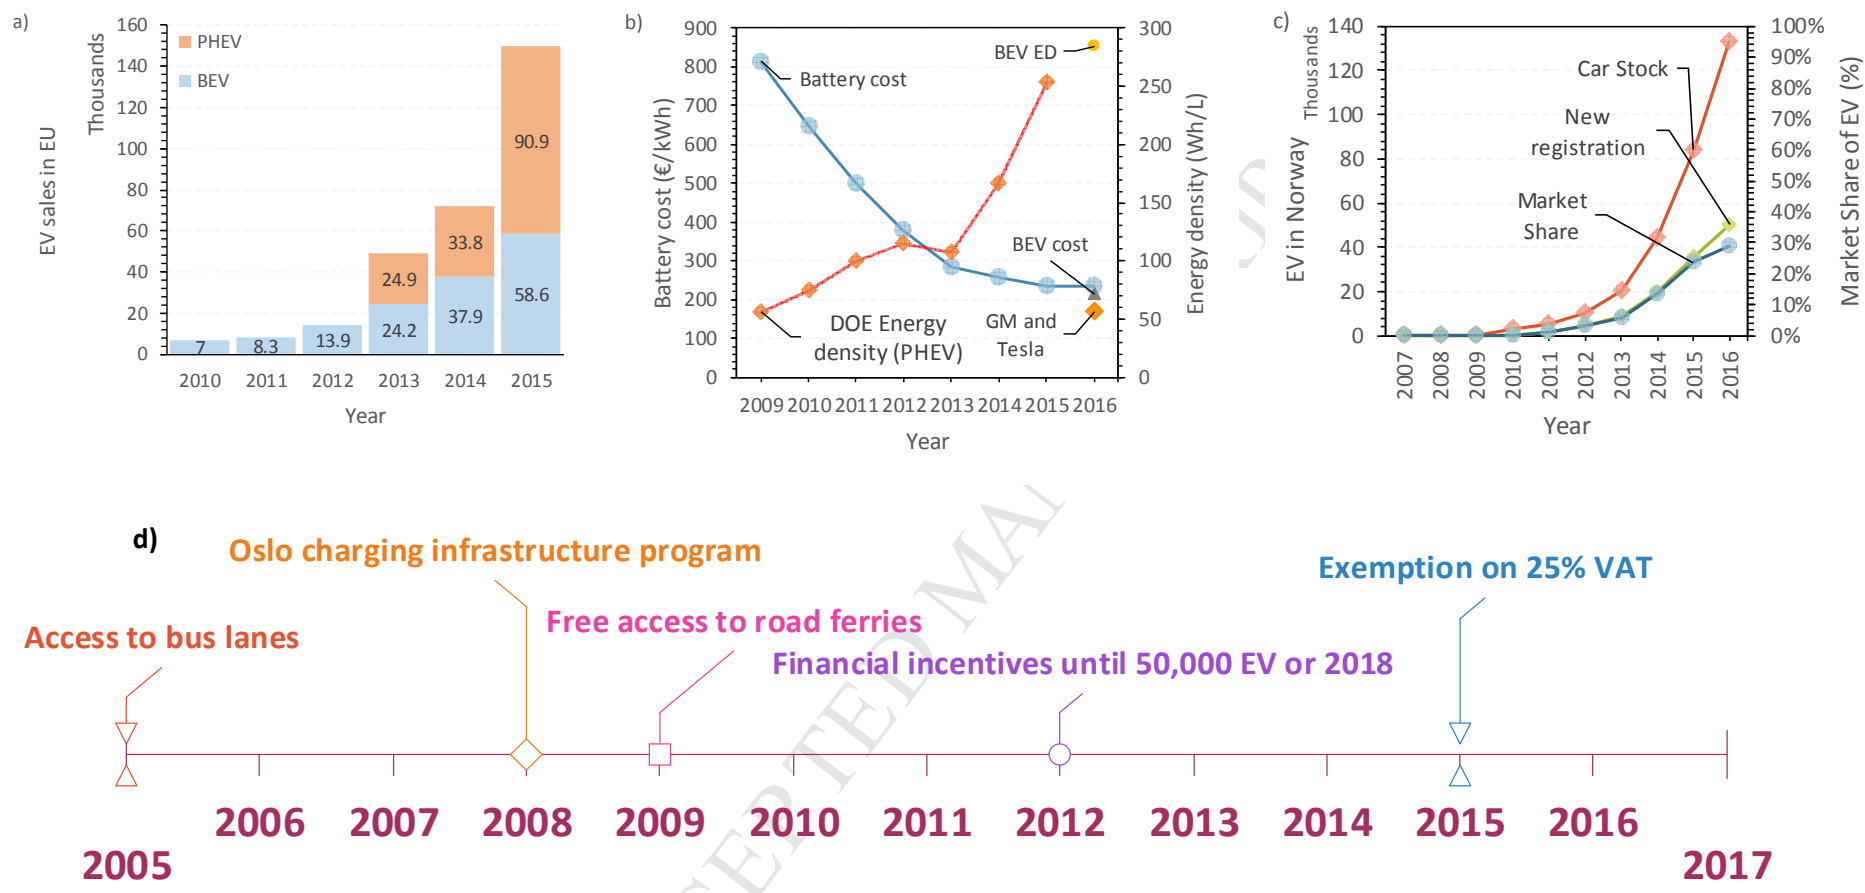 a)
EV sales in EU
Thousands
160
140
120
100
80
60
40
20
0
PHEV
BEV
7
8.3
13.9
24.9
24.2
33.8
37.9
90.9
58.6
2010 2011 2012 2013 2014 2015
Year
b)
Battery cost (€/kWh)
900
800
700
600
500
400
300
200
100
0
BEV ED
Battery cost
BEV cost
DOE Energy
density (PHEV)
GM and
Tesla
300
250
200
150
100
50
0
Energy density (Wh/L)
2009 2010 2011 2012 2013 2014 2015 2016
Year
c)
EV in Norway
Thousands
140
120
100
80
60
40
20
0
Car Stock
New
registration
Market
Share
100%
90%
80%
70%
60%
50%
40%
30%
20%
10%
0%
Market Share of EV (%)
2007 2008 2009 2010 2011 2012 2013 2014 2015 2016
Year
d)
Oslo charging infrastructure program
Exemption on 25% VAT
Access to bus lanes
Free access to road ferries
Financial incentives until 50,000 EV or 2018
2005 2006 2007 2008 2009 2010 2011 2012 2013 2014 2015 2016 2017